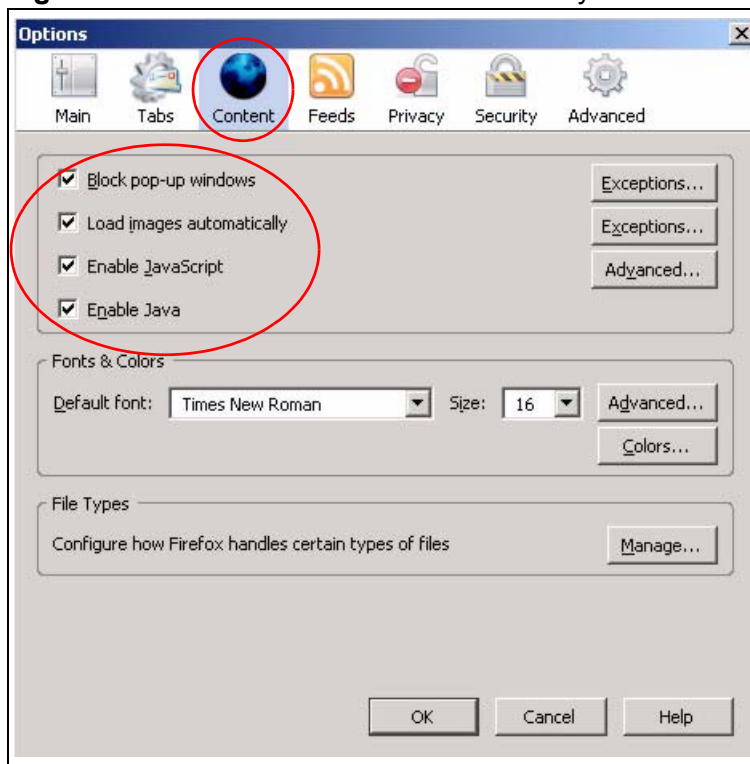 Options
Main Tabs Content Feeds Privacy Security Advanced
Block pop-up windows Exceptions...
Load images automatically Exceptions...
Enable JavaScript Advanced...
Enable Java
Fonts & Colors
Default font: Times New Roman Size: 16 Advanced...
Colors...
File Types
Configure how Firefox handles certain types of files Manage...
OK Cancel Help